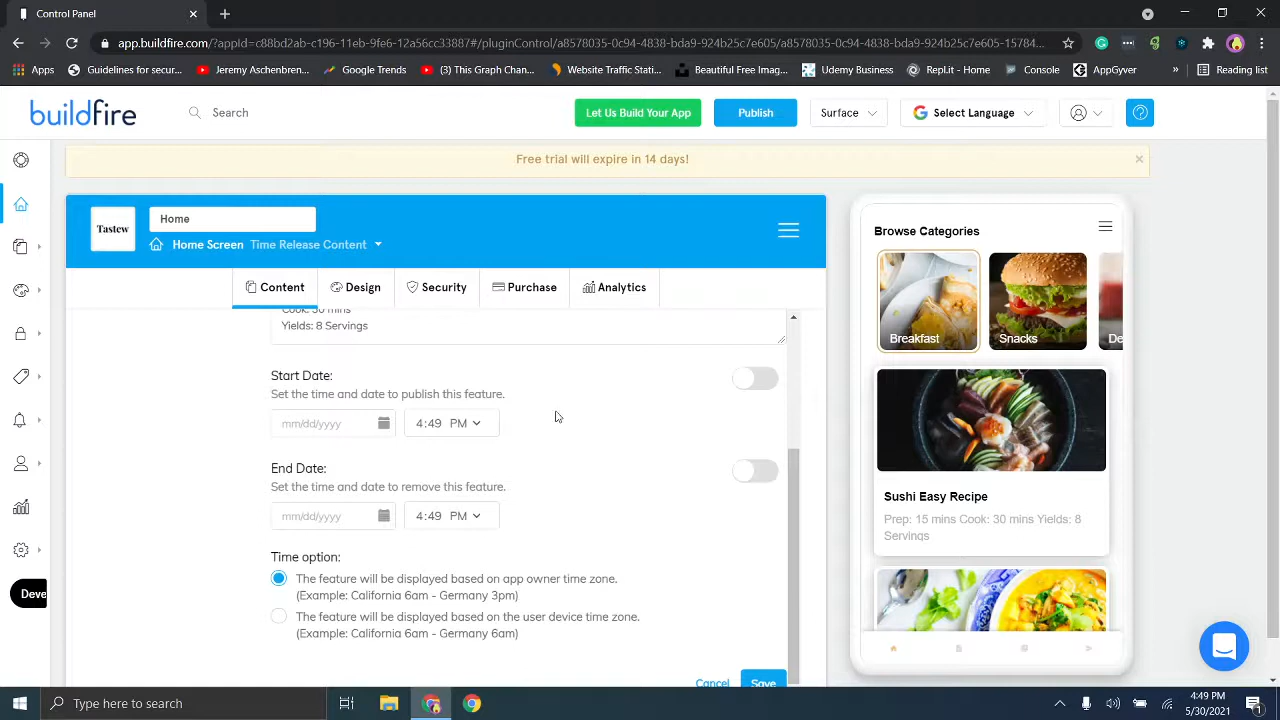 Control Panel
app.buildfire.com/?appId=c88bd2ab-c196-11eb-9fe6-12a56cc33887#/pluginControl/a8578035-0c94-4838-bda9-924b25c7e605/a8578035-0c94-4838-bda9-924b25c7e605-15784...
Apps
Guideline for secur...
Jeremy Aschenbren...
Google Trends
(3) This Graph Chan...
Website Traffic Stati...
Beautiful Free Imag...
Udemy Business
Repl.it - Home
Console
AppGyver
»
Reading list
buildfire
Search
Let Us Build Your App
Publish
Surface
Select Language
Free trial will expire in 14 days!
Tastew
Home
Home Screen
Time Release Content
Content
Design
Security
Purchase
Analytics
Cook: 30 mins
Yields: 8 Servings
Start Date:
Set the time and date to publish this feature.
mm/dd/yyyy
4:49 PM
End Date:
Set the time and date to remove this feature.
mm/dd/yyyy
4:49 PM
Time option:
The feature will be displayed based on app owner time zone.
(Example: California 6am - Germany 3pm)
The feature will be displayed based on the user device time zone.
(Example: California 6am - Germany 6am)
Cancel
Save
Deve
Browse Categories
Breakfast
Snacks
De
Sushi Easy Recipe
Prep: 15 mins Cook: 30 mins Yields: 8
Servings
Type here to search
4:49 PM
5/30/2021